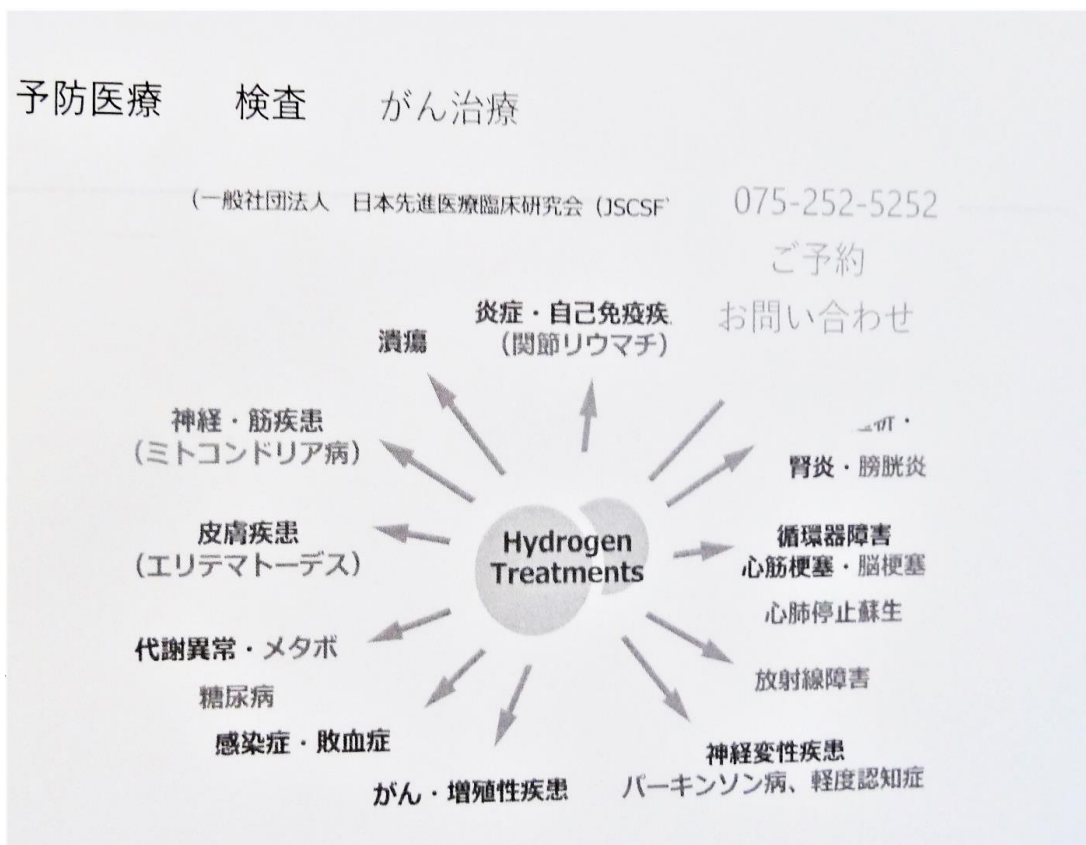 予防医療 検査 がん治療
(一般社団法人 日本先進医療臨床研究会 (JSCSF
075-252-5252
ご予約
お問い合わせ
炎症・自己免疫疾
(関節リウマチ)
潰瘍
神経・筋疾患
(ミトコンドリア病)
腎炎・膀胱炎
皮膚疾患
(エリテマトーデス)
Hydrogen
Treatments
循環器障害
心筋梗塞・脳梗塞
心肺停止蘇生
代謝異常・メタボ
糖尿病
放射線障害
感染症・敗血症
がん・増殖性疾患
神経変性疾患
パーキンソン病、軽度認知症